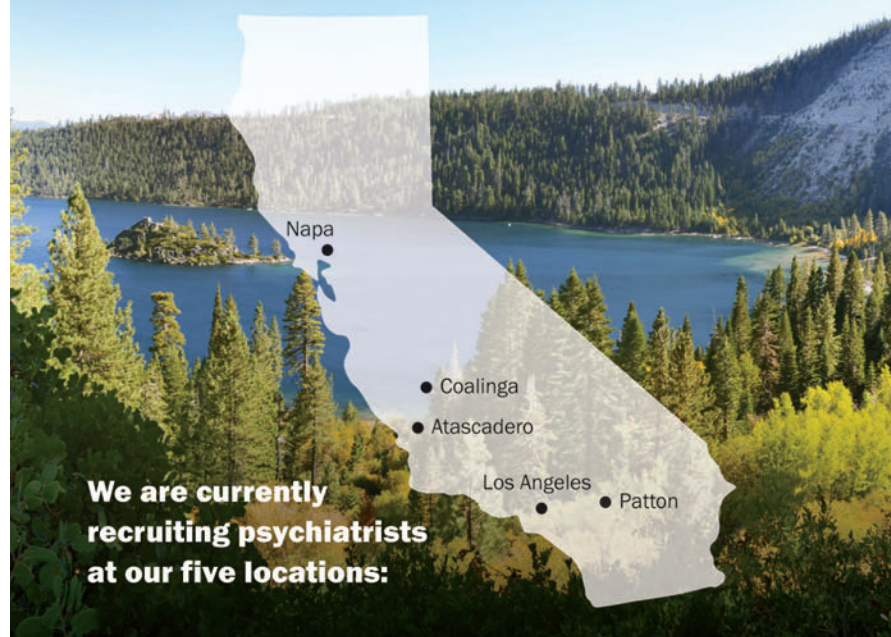 Napa
Coalinga
Atascadero
Los Angeles
Patton
We are currently
recruiting psychiatrists
at our five locations: